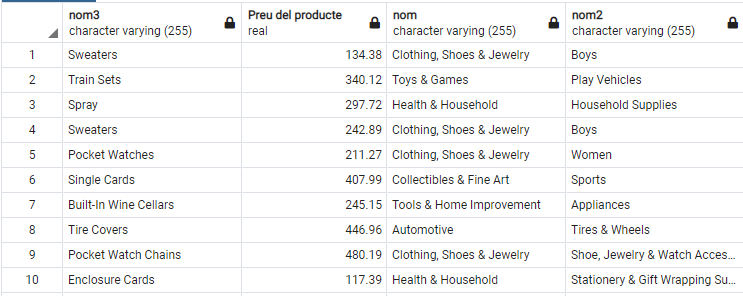 nom3 Preu del producte nom nom2
character varying (255) real character varying (255) character varying (255)
1 Sweaters 134.38 Clothing, Shoes & Jewelry Boys
2 Train Sets 340.12 Toys & Games Play Vehicles
3 Spray 297.72 Health & Household Household Supplies
4 Sweaters 242.89 Clothing, Shoes & Jewelry Boys
5 Pocket Watches 211.27 Clothing, Shoes & Jewelry Women
6 Single Cards 407.99 Collectibles & Fine Art Sports
7 Built-In Wine Cellars 245.15 Tools & Home Improvement Appliances
8 Tire Covers 446.96 Automotive Tires & Wheels
9 Pocket Watch Chains 480.19 Clothing, Shoes & Jewelry Shoe, Jewelry & Watch Acces...
10 Enclosure Cards 117.39 Health & Household Stationery & Gift Wrapping Su...